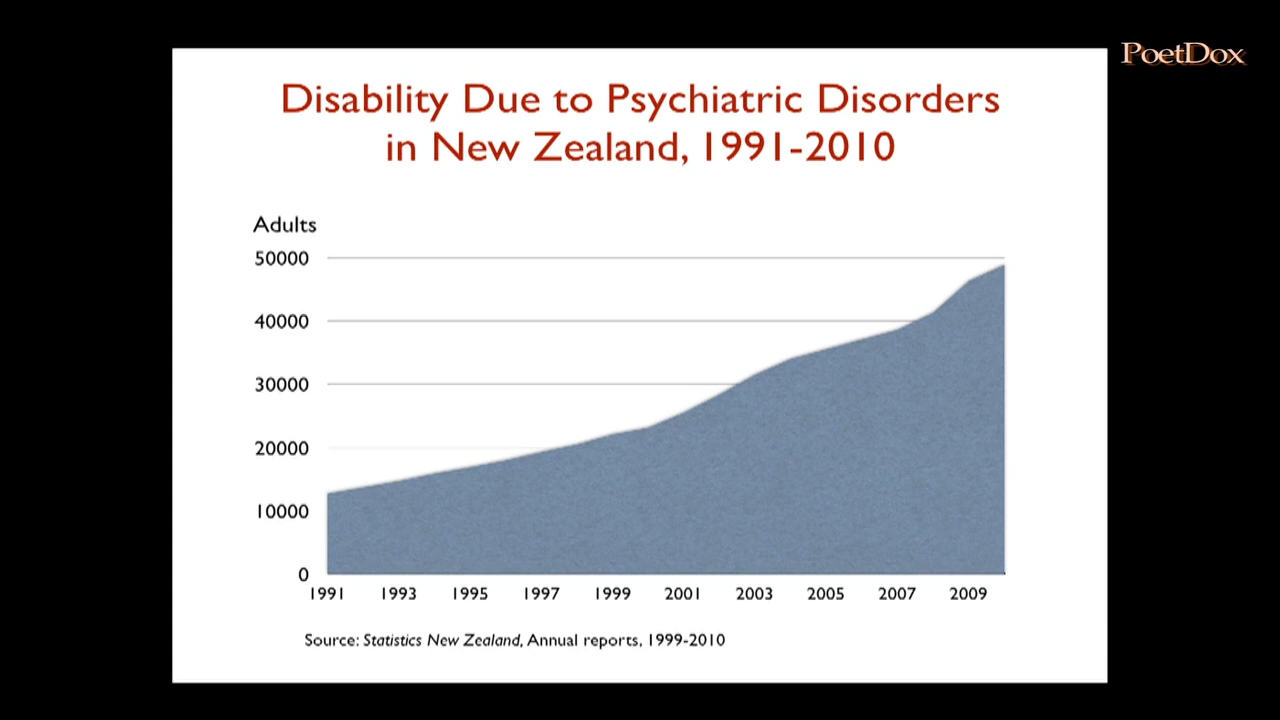 PoetDox
Disability Due to Psychiatric Disorders
in New Zealand, 1991-2010
Adults
50000
40000
30000
20000
10000
0
1991 1993 1995 1997 1999 2001 2003 2005 2007 2009
Source: Statistics New Zealand, Annual reports, 1999-2010